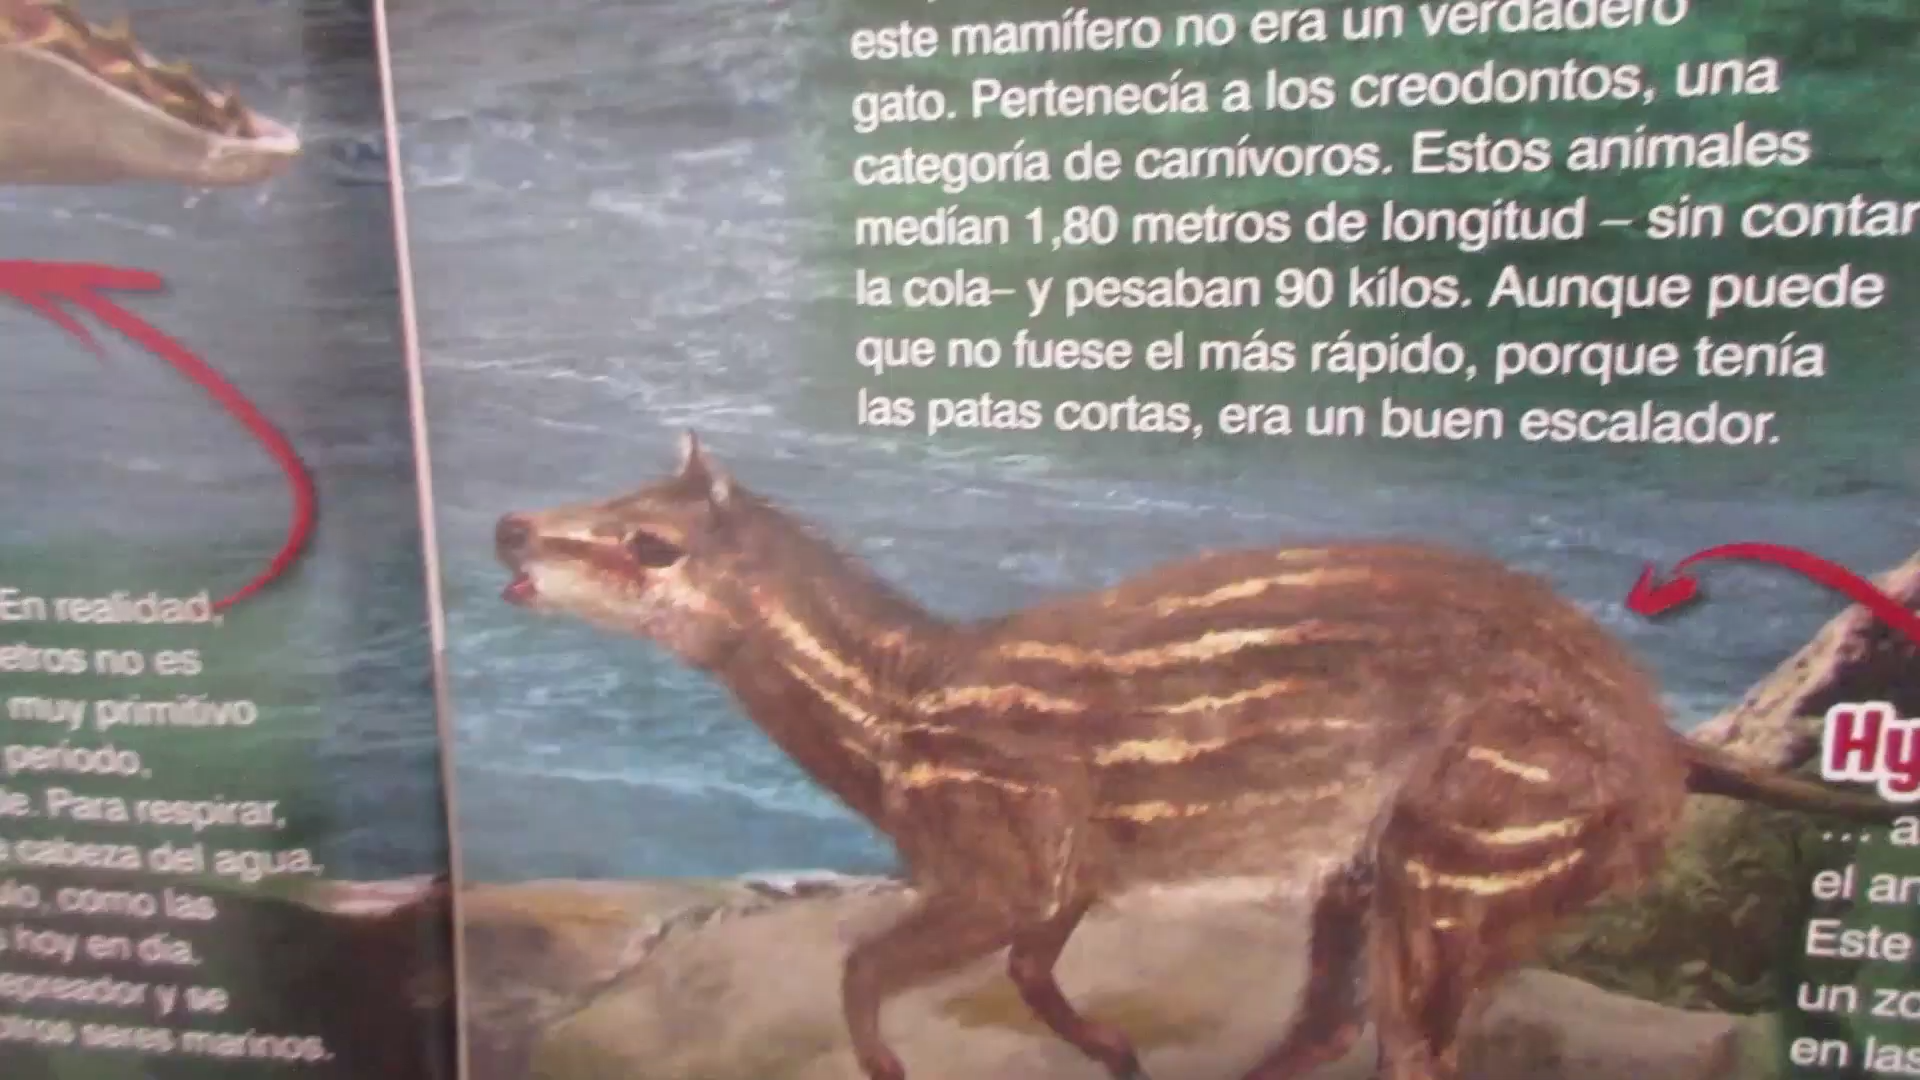 este mamífero no era un verdadero
gato. Pertenecía a los creodontos, una
categoría de carnívoros. Estos animales
medían 1,80 metros de longitud – sin contar
la cola– y pesaban 90 kilos. Aunque puede
que no fuese el más rápido, porque tenía
las patas cortas, era un buen escalador.
En realidad,
etros no es
muy primitivo
período.
le. Para respirar,
cabeza del agua,
ulo, como las
hoy en día.
epredador y se
otros seres marinos.
Hy
... a
el an
Este
un zo
en las